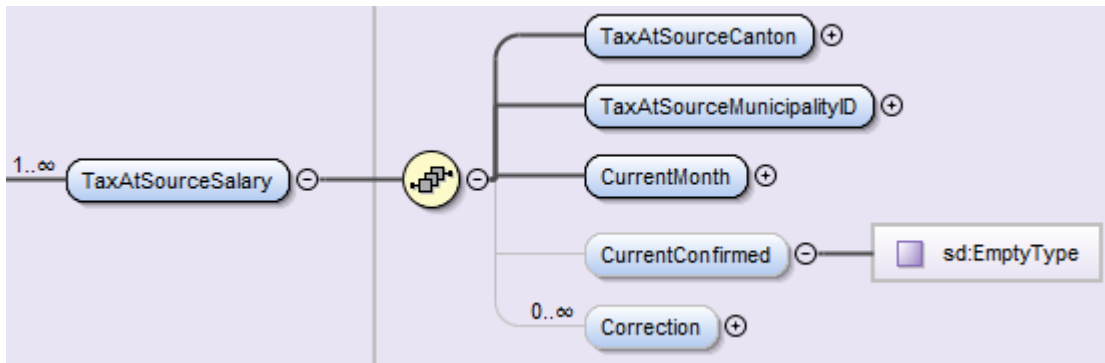 TaxAtSourceCanton
TaxAtSourceMunicipalityID
1..∞
TaxAtSourceSalary
CurrentMonth
CurrentConfirmed
sd:EmptyType
0..∞
Correction